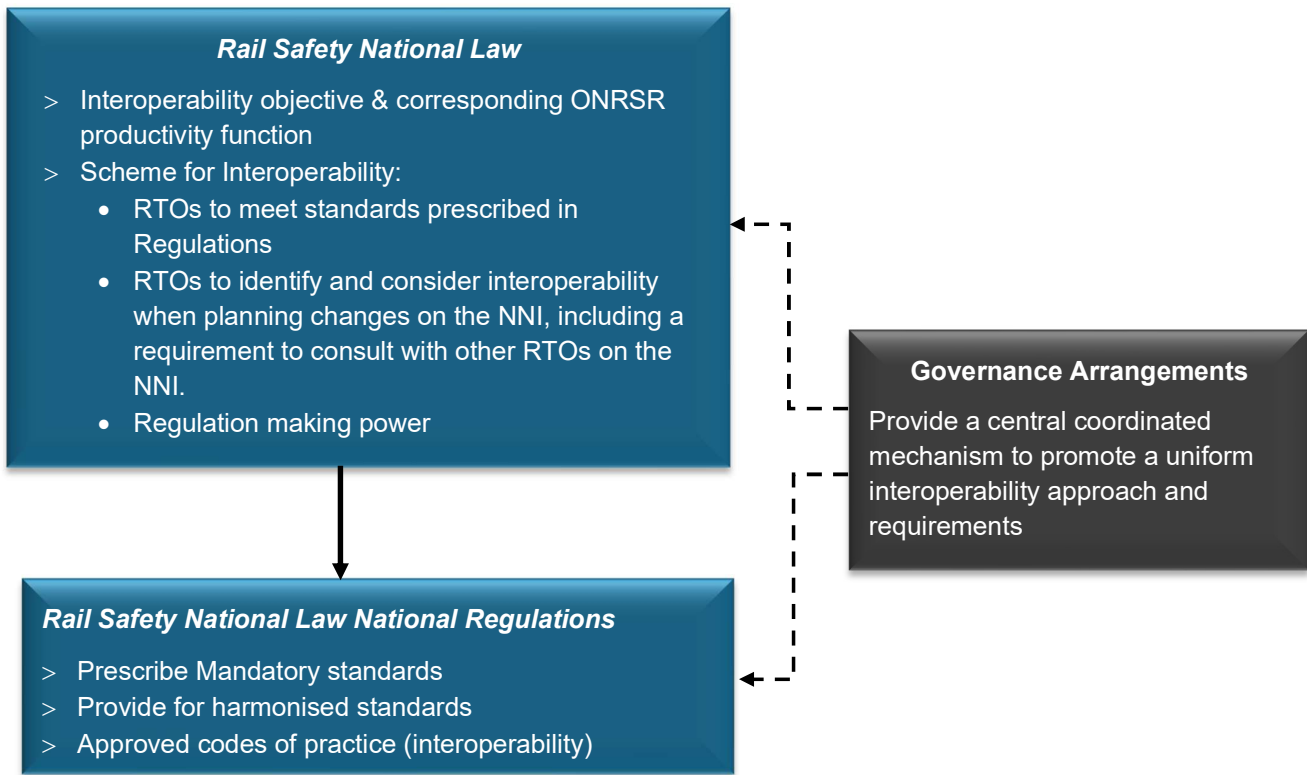 Rail Safety National Law
> Interoperability objective & corresponding ONRSR
productivity function
> Scheme for Interoperability:
• RTOs to meet standards prescribed in
Regulations
• RTOs to identify and consider interoperability
when planning changes on the NNI, including a
requirement to consult with other RTOs on the
NNI.
• Regulation making power
Governance Arrangements
Provide a central coordinated
mechanism to promote a uniform
interoperability approach and
requirements
Rail Safety National Law National Regulations
> Prescribe Mandatory standards
> Provide for harmonised standards
> Approved codes of practice (interoperability)